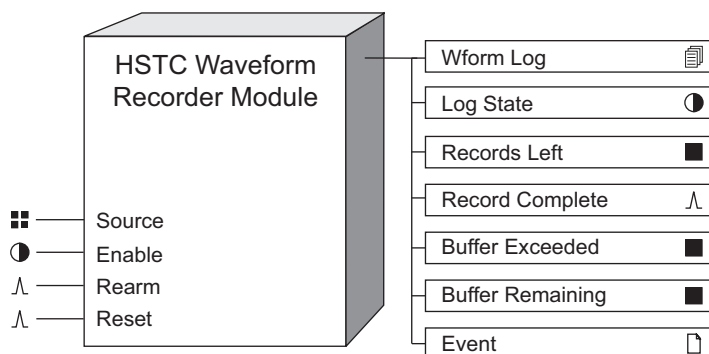 HSTC Waveform
Recorder Module
Source
Enable
Rearm
Reset
Wform Log
Log State
Records Left
Record Complete
Buffer Exceeded
Buffer Remaining
Event